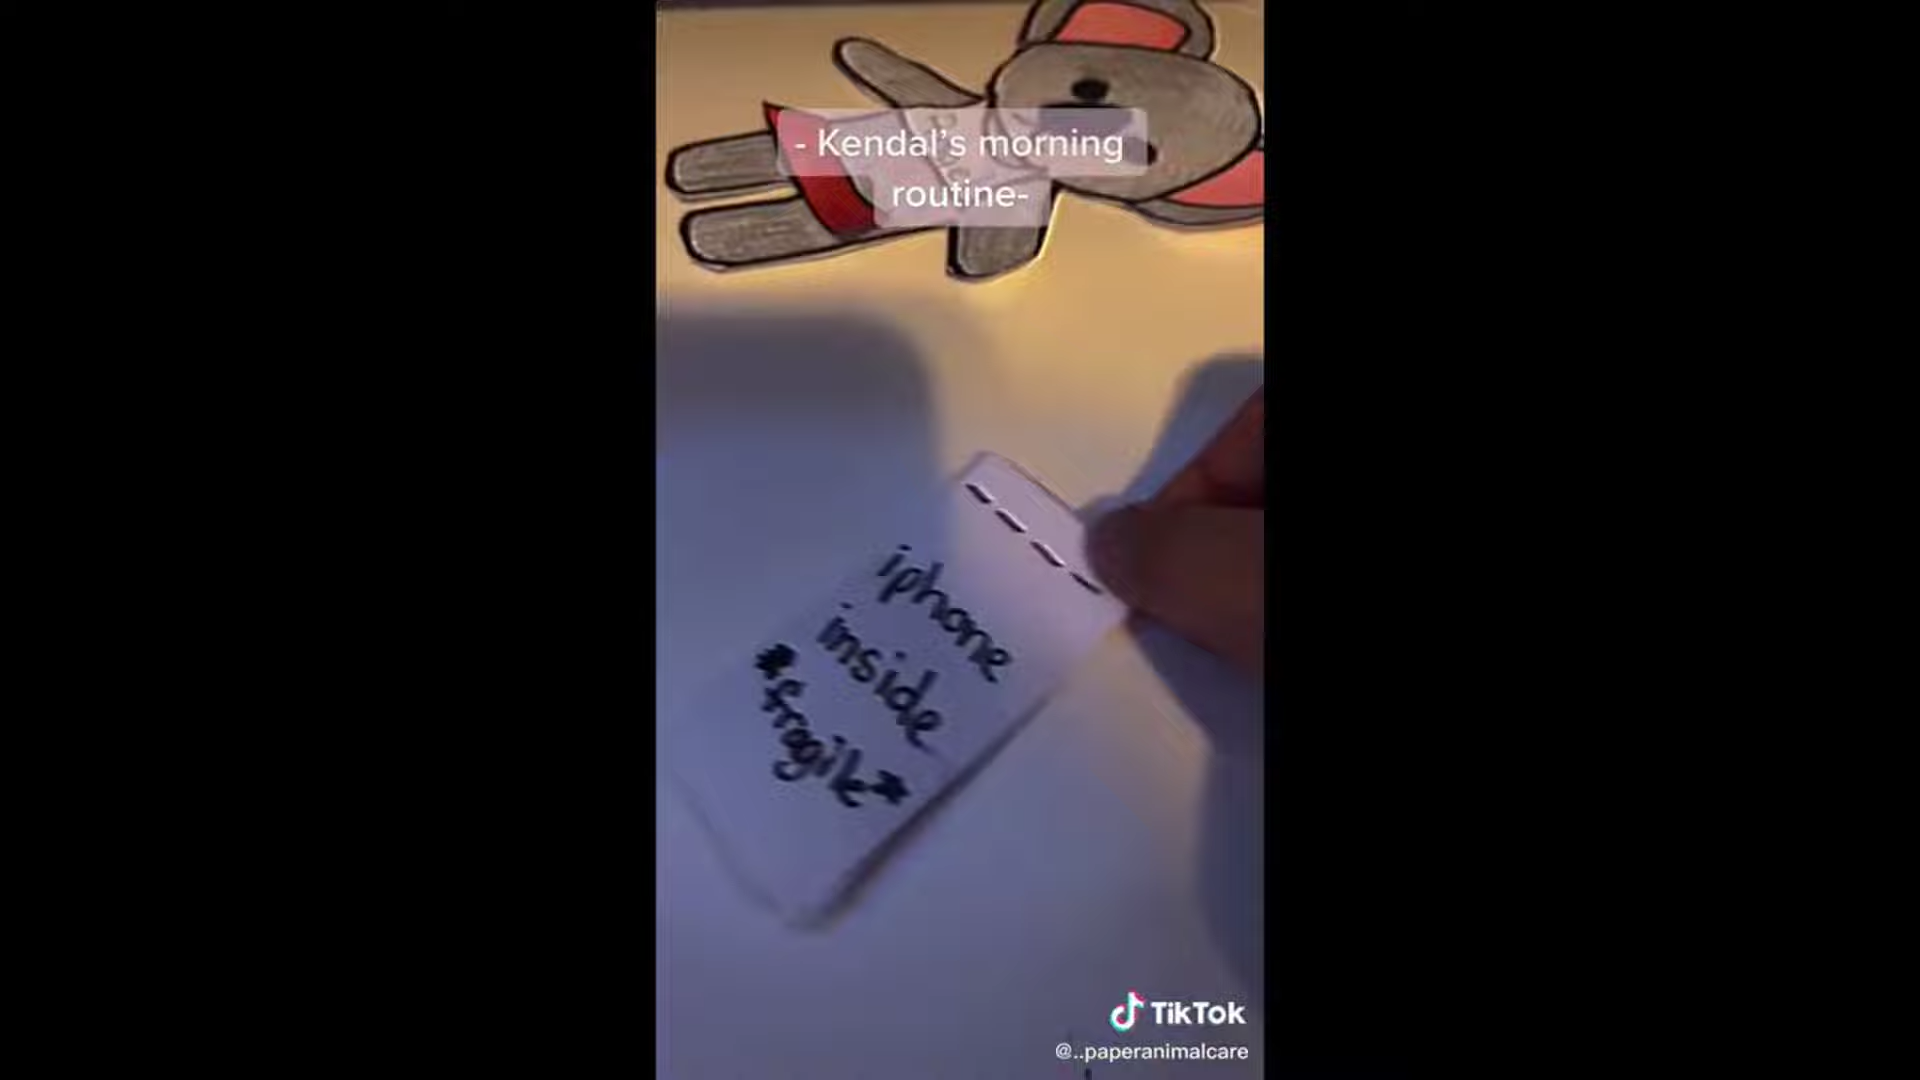 - Kendal's morning
routine-
iphone
inside
*fragile*
TikTok
@..paperanimalcare